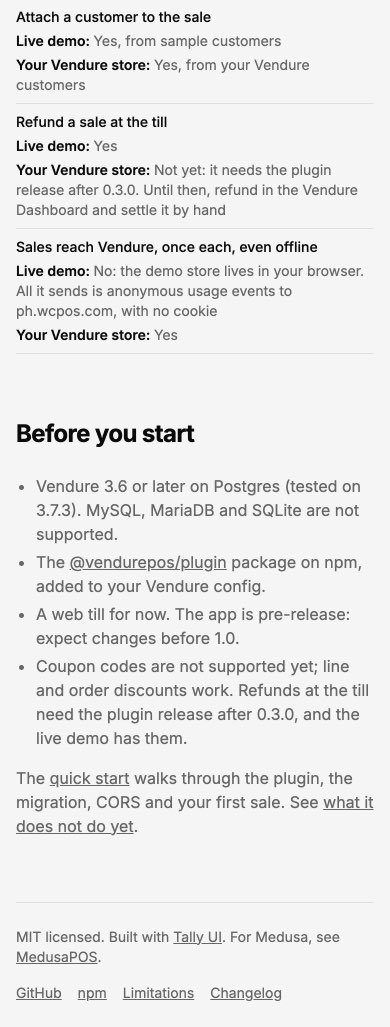 Attach a customer to the sale
Live demo: Yes, from sample customers
Your Vendure store: Yes, from your Vendure
customers
Refund a sale at the till
Live demo: Yes
Your Vendure store: Not yet: it needs the plugin
release after 0.3.0. Until then, refund in the Vendure
Dashboard and settle it by hand
Sales reach Vendure, once each, even offline
Live demo: No: the demo store lives in your browser.
All it sends is anonymous usage events to
ph.wcpos.com, with no cookie
Your Vendure store: Yes
Before you start
• Vendure 3.6 or later on Postgres (tested on
3.7.3). MySQL, MariaDB and SQLite are not
supported.
• The @vendurepos/plugin package on npm,
added to your Vendure config.
• A web till for now. The app is pre-release:
expect changes before 1.0.
• Coupon codes are not supported yet; line
and order discounts work. Refunds at the till
need the plugin release after 0.3.0, and the
live demo has them.
The quick start walks through the plugin, the
migration, CORS and your first sale. See what it
does not do yet.
MIT licensed. Built with Tally UI. For Medusa, see
MedusaPOS.
GitHub npm Limitations Changelog